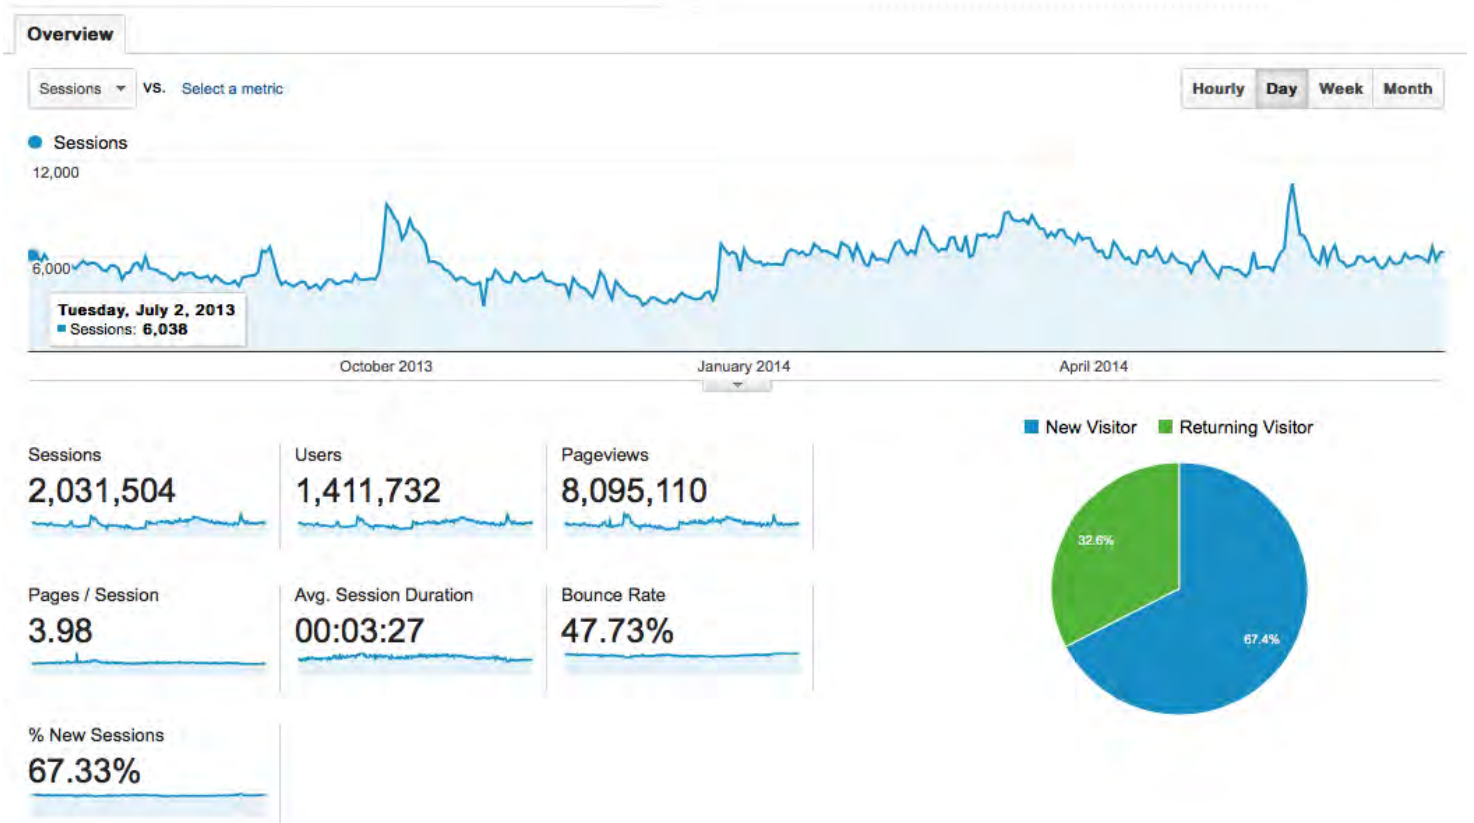 Overview
Sessions vs. Select a metric
Hourly Day Week Month
Sessions
12,000
6,000
Tuesday, July 2, 2013
Sessions: 6,038
October 2013 January 2014 April 2014
New Visitor Returning Visitor
Sessions Users Pageviews
2,031,504 1,411,732 8,095,110
32.6%
Pages / Session Avg. Session Duration Bounce Rate
3.98 00:03:27 47.73%
67.4%
% New Sessions
67.33%